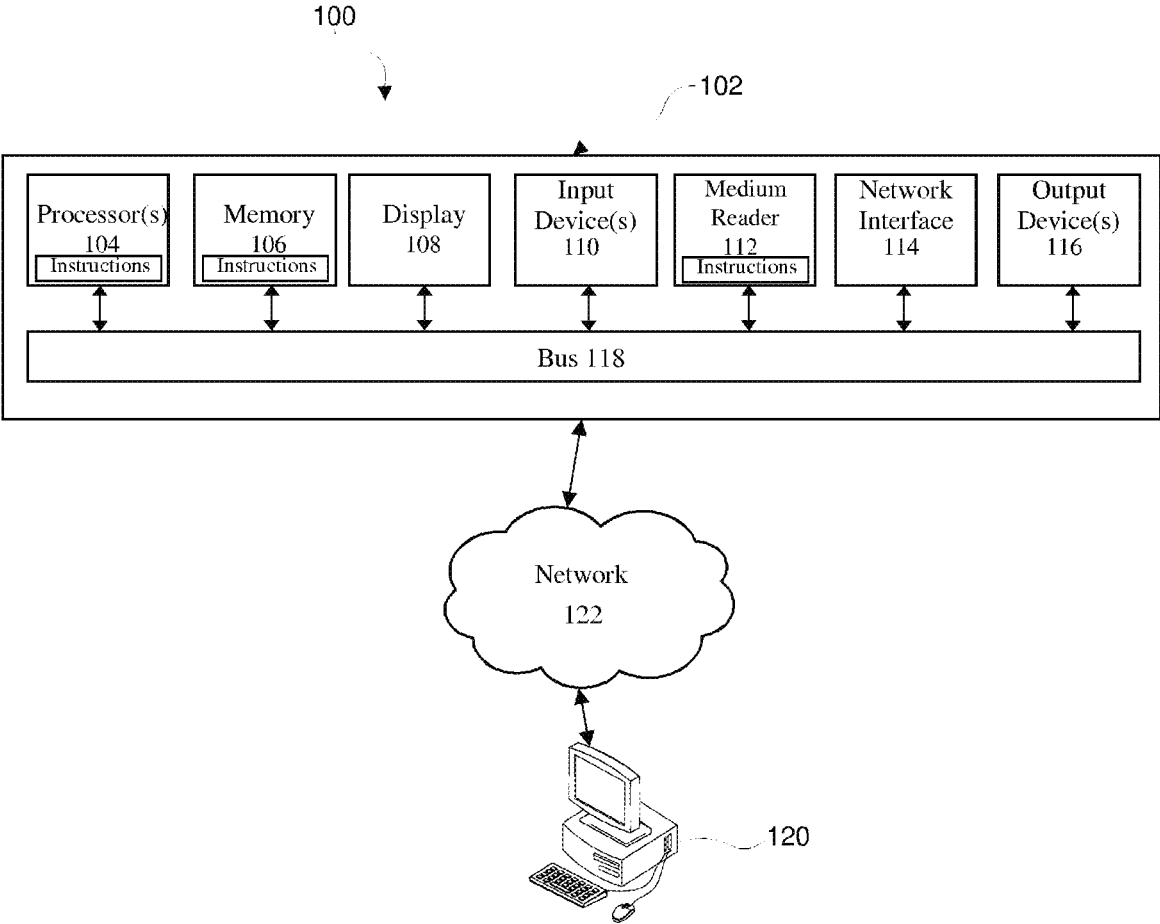 100
102
Processor(s)
104
Instructions
Memory
106
Instructions
Display
108
Input
Device(s)
110
Medium
Reader
112
Instructions
Network
Interface
114
Output
Device(s)
116
Bus 118
Network
122
120